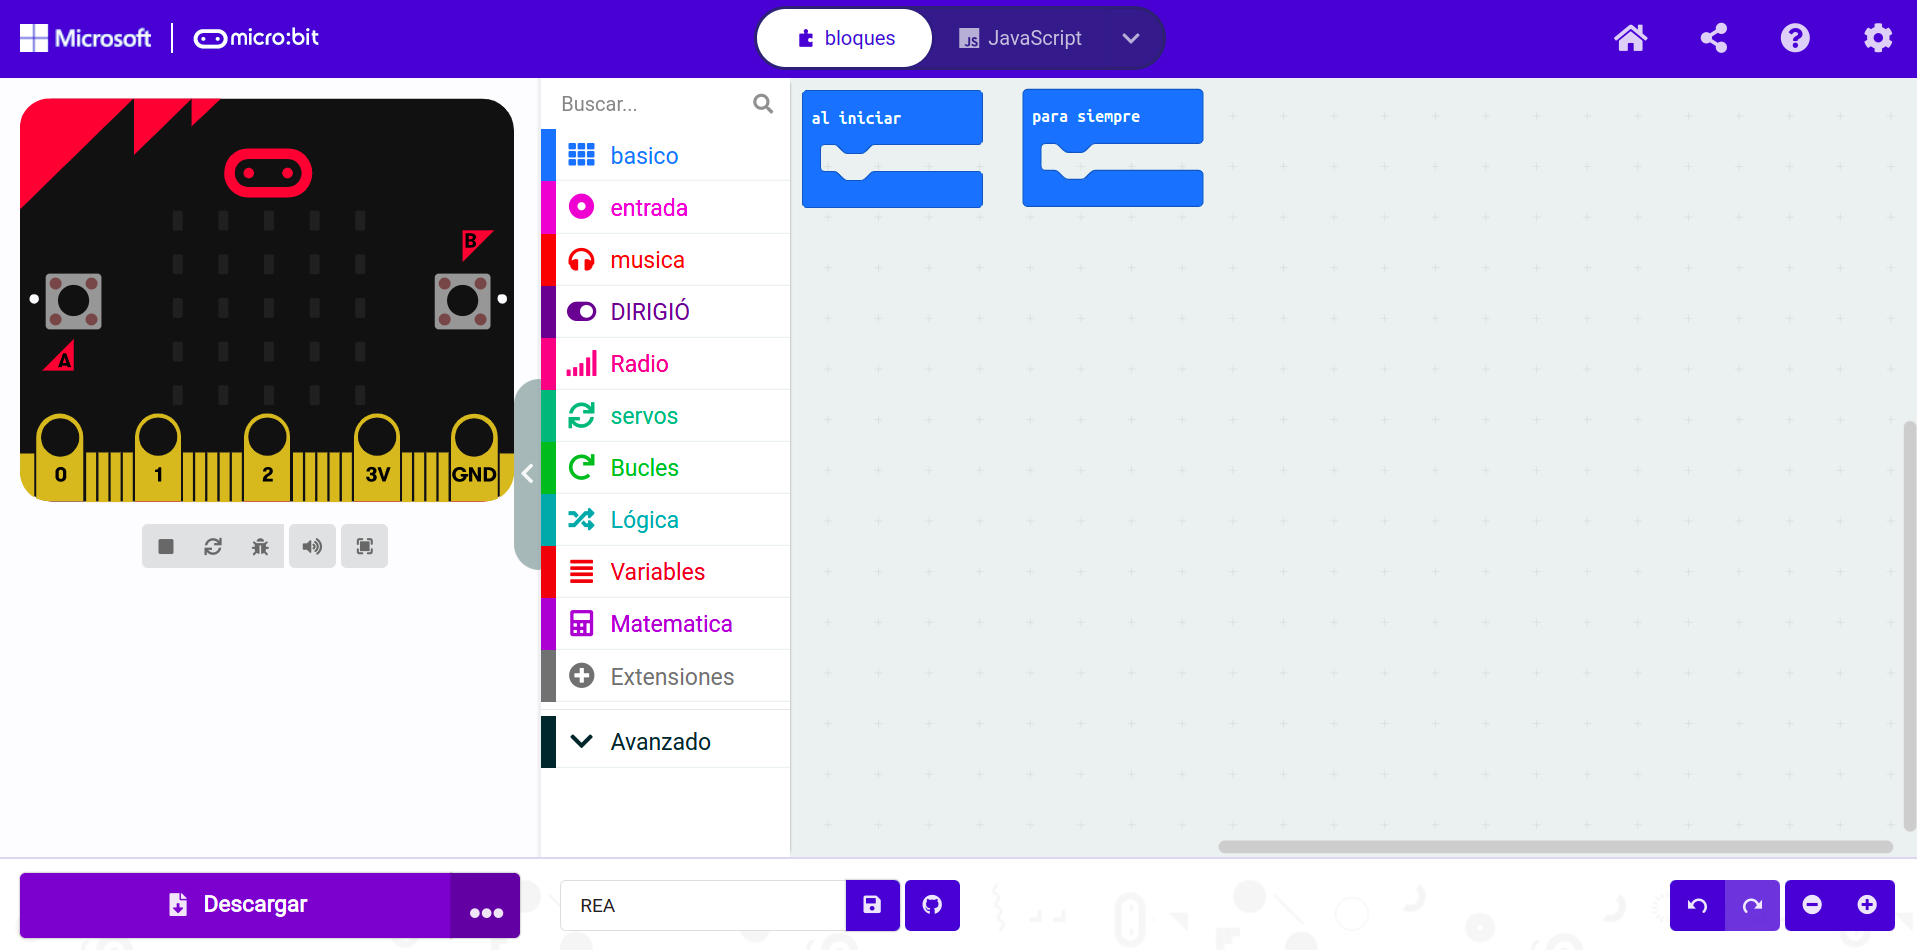 Microsoft
micro:bit
bloques
JS
JavaScript
B
A
0
1
2
3V
GND
Buscar...
basico
entrada
musica
DIRIGIÓ
Radio
servos
Bucles
Lógica
Variables
Matematica
Extensiones
Avanzado
al iniciar
para siempre
Descargar
REA